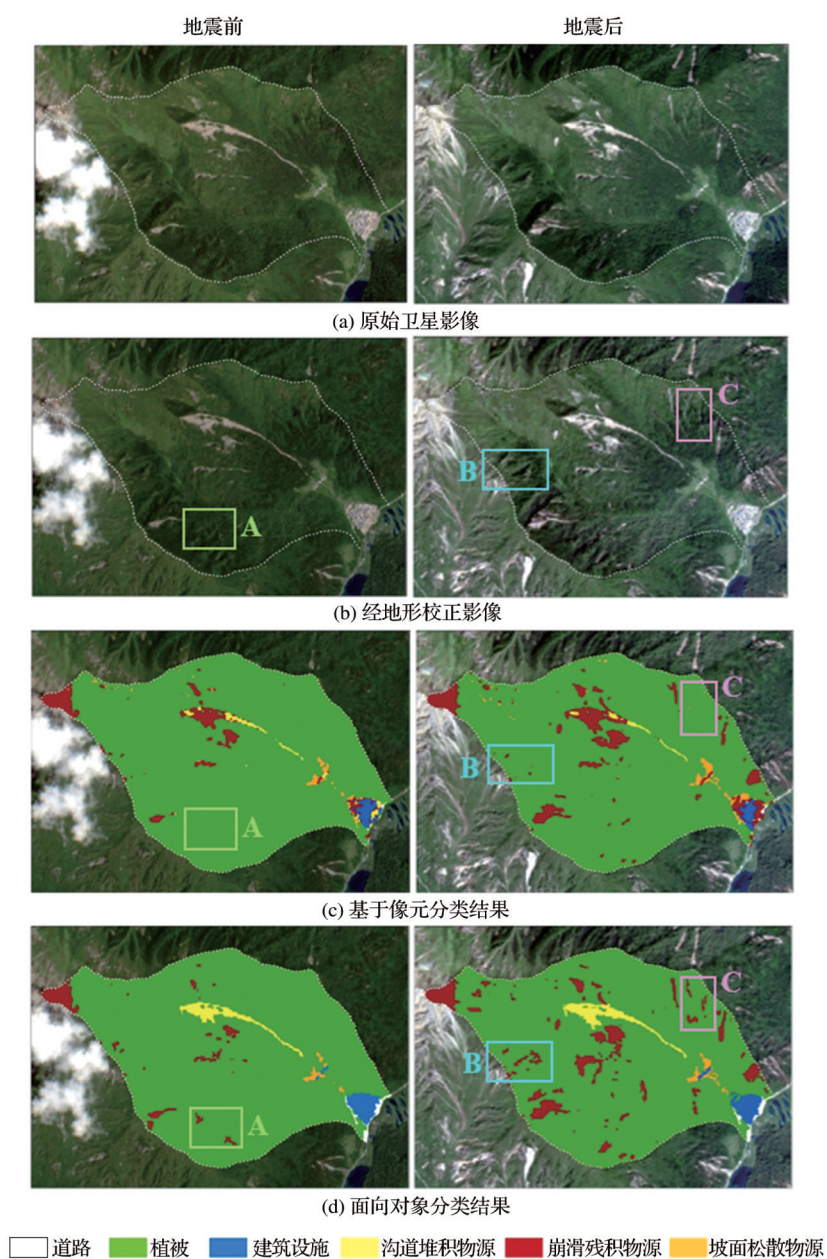 地震前 地震后
(a) 原始卫星影像
A B C
(b) 经地形校正影像
A B C
(c) 基于像元分类结果
A B C
(d) 面向对象分类结果
道路 植被 建筑设施 沟道堆积物源 崩滑残积物源 坡面松散物源